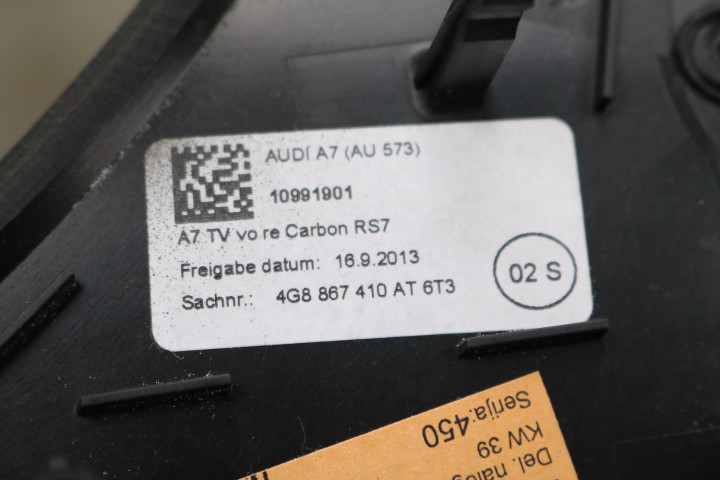 AUDI A7 (AU 573)
10991901
A7 TV vo re Carbon RS7
Freigabe datum: 16.9.2013
Sachnr.: 4G8 867 410 AT 6T3
02 S
Del. nalog
KW 39
Serija:450